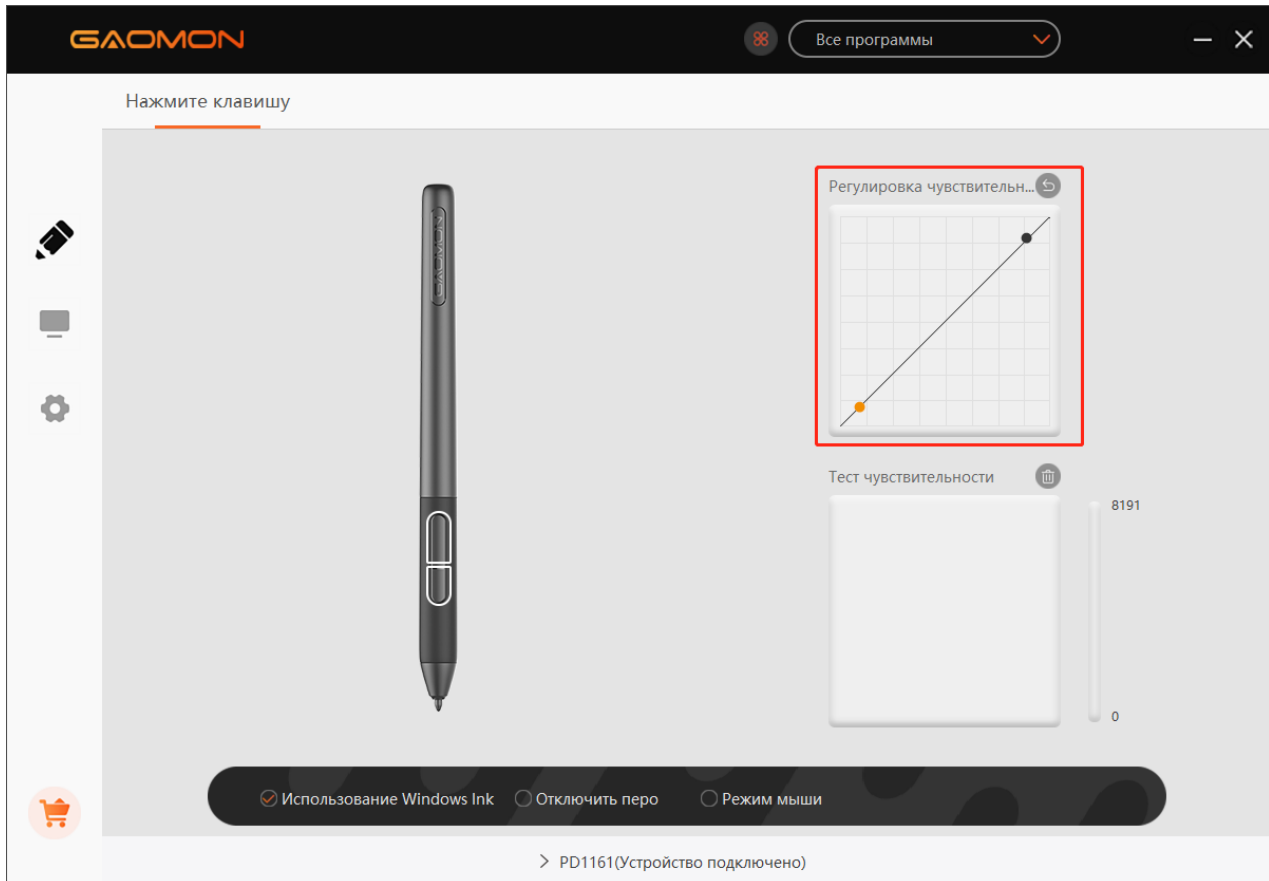 GAOMON
Все программы
Нажмите клавишу
GAOMON
Регулировка чувствительн...
Тест чувствительности
8191
0
Использование Windows Ink
Отключить перо
Режим мыши
PD1161(Устройство подключено)